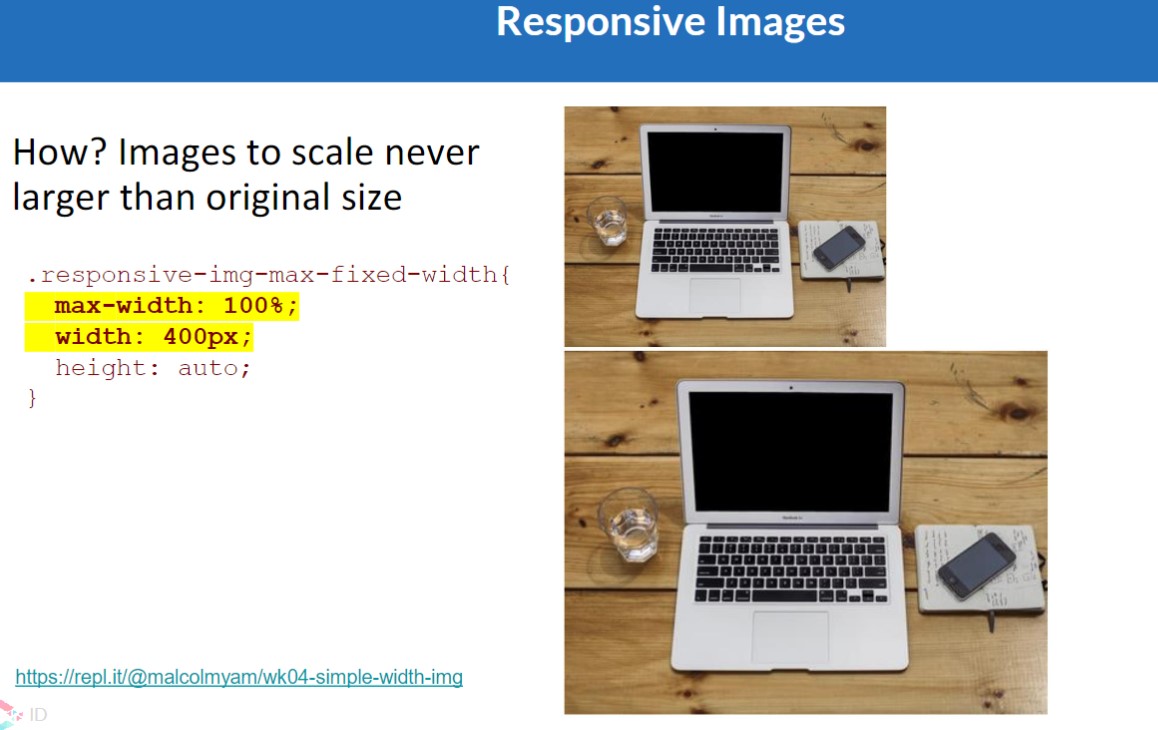 Responsive Images
How? Images to scale never
larger than original size
.responsive-img-max-fixed-width{
max-width: 100%;
width: 400px;
height: auto;
}
https://repl.it/@malcolmyam/wk04-simple-width-img
ID